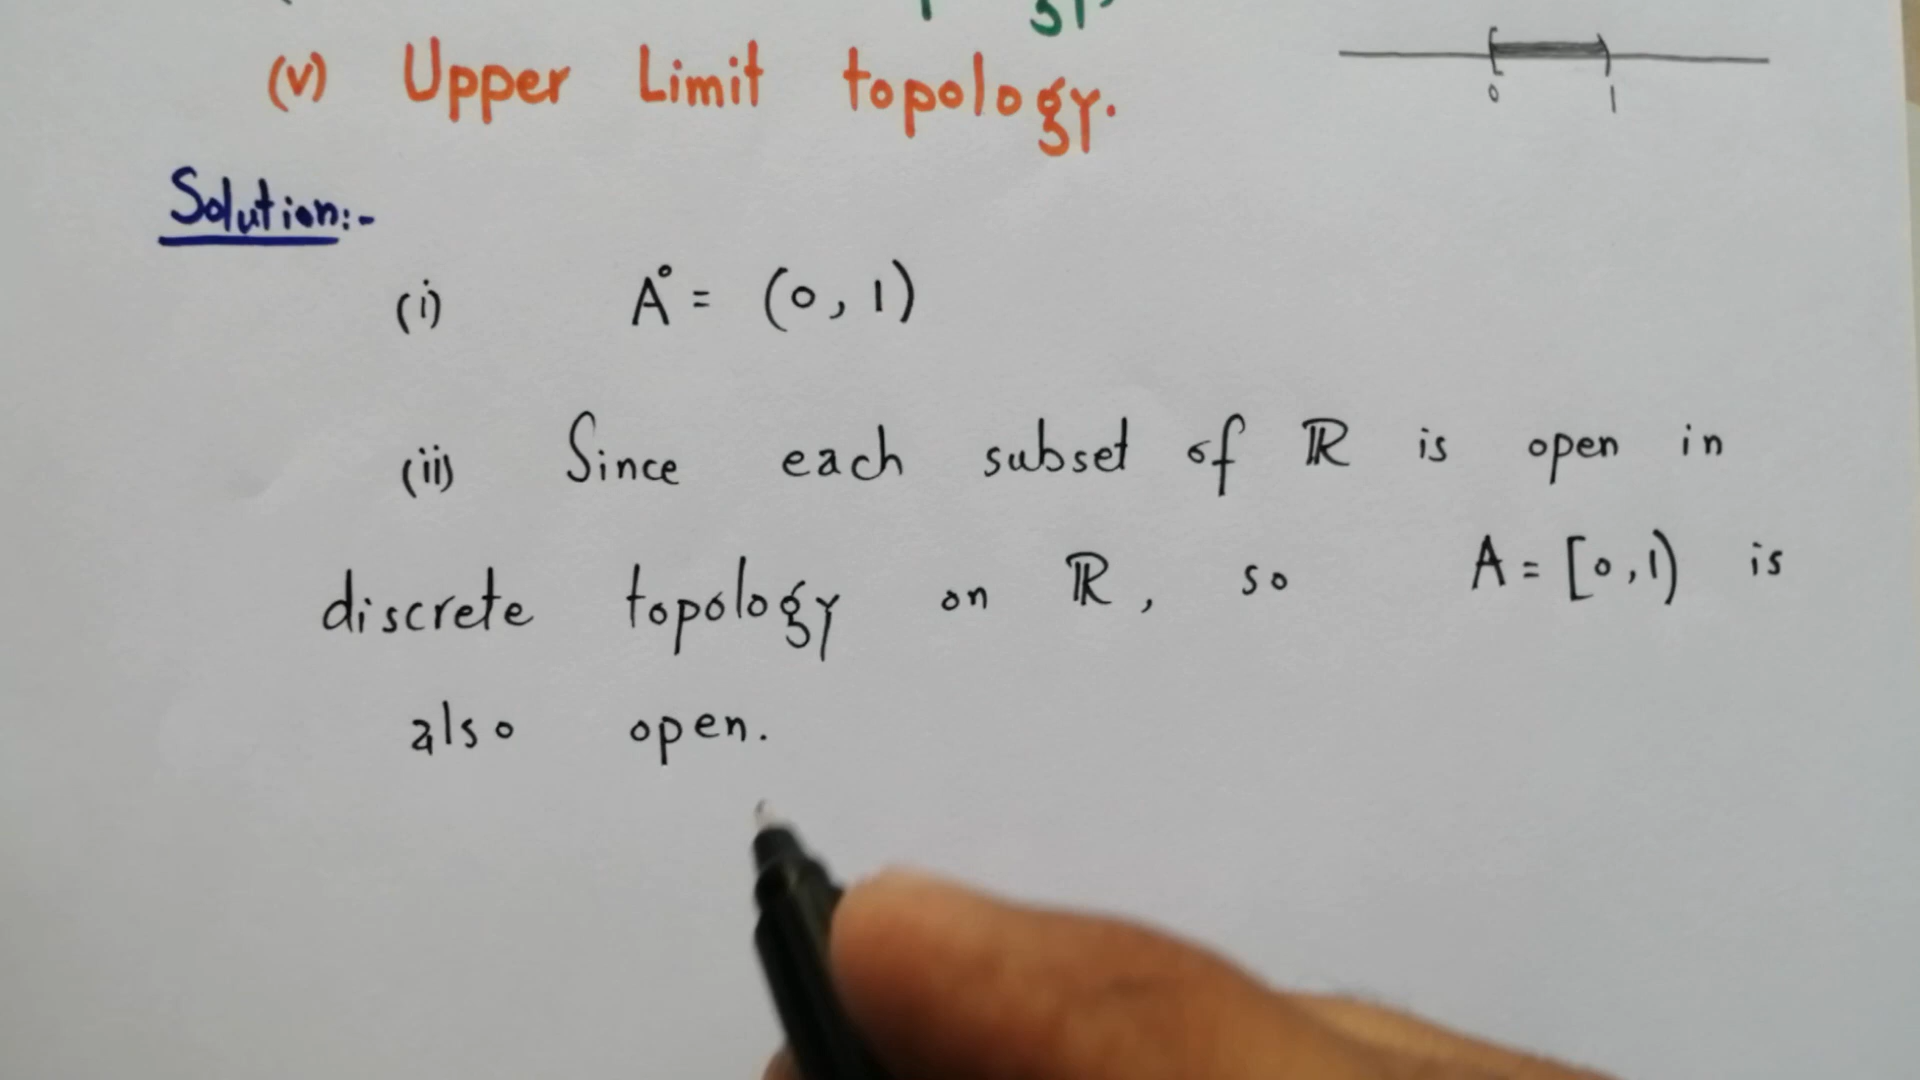 (v) Upper Limit topology.
0 1
Solution:-
(i) A° = (0, 1)
(ii) Since each subset of ℝ is open in
discrete topology on ℝ, so A = [0,1) is
also open.